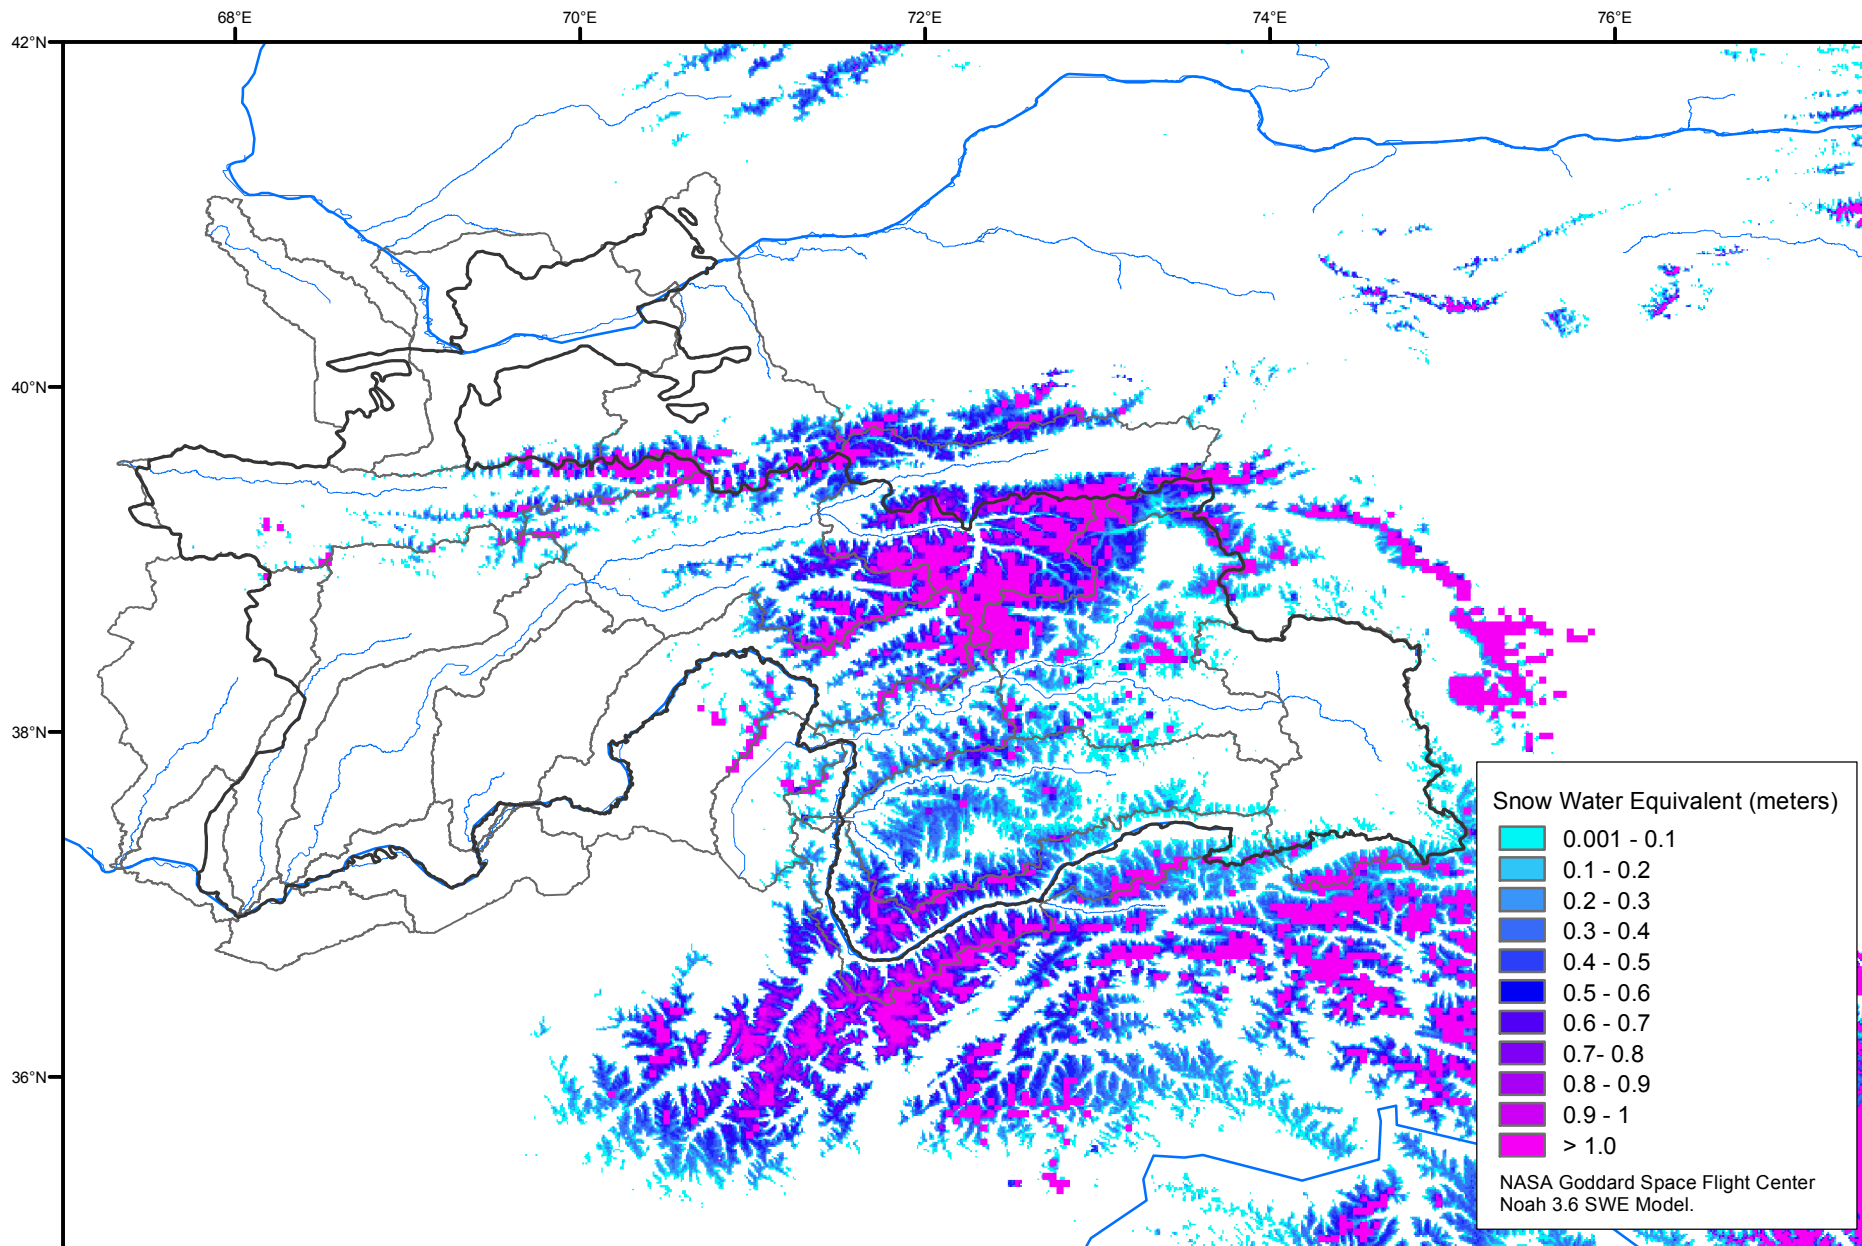 68°E
70°E
72°E
74°E
76°E
42°N
40°N
38°N
36°N
Snow Water Equivalent (meters)
0.001 - 0.1
0.1 - 0.2
0.2 - 0.3
0.3 - 0.4
0.4 - 0.5
0.5 - 0.6
0.6 - 0.7
0.7- 0.8
0.8 - 0.9
0.9 - 1
> 1.0
NASA Goddard Space Flight Center
Noah 3.6 SWE Model.